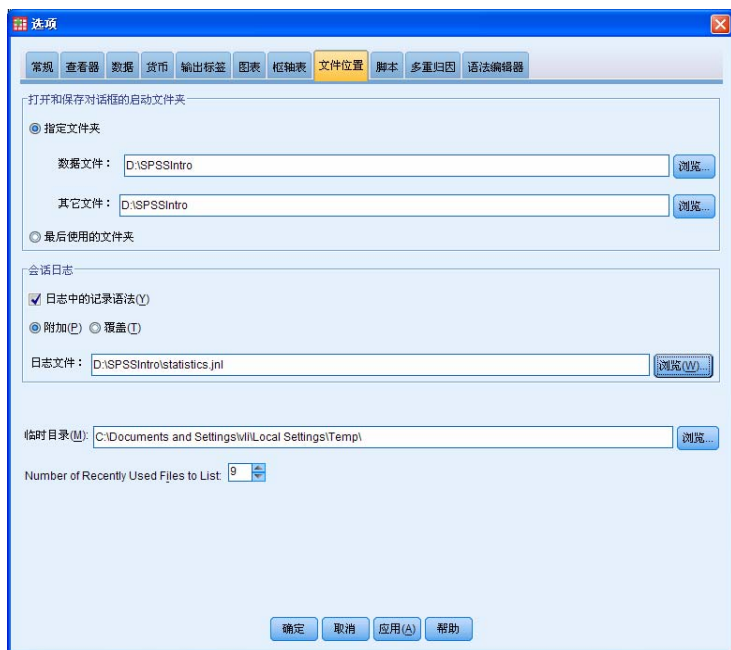 选项
常规 查看器 数据 货币 输出标签 图表 枢轴表 文件位置 脚本 多重归因 语法编辑器
打开和保存对话框的启动文件夹
指定文件夹
数据文件： D:\SPSSIntro 浏览...
其它文件： D:\SPSSIntro 浏览...
最后使用的文件夹
会话日志
日志中的记录语法(Y)
附加(P) 覆盖(T)
日志文件： D:\SPSSIntro\statistics.jnl 浏览(W)...
临时目录(M): C:\Documents and Settings\vli\Local Settings\Temp\ 浏览...
Number of Recently Used Files to List: 9
确定 取消 应用(A) 帮助